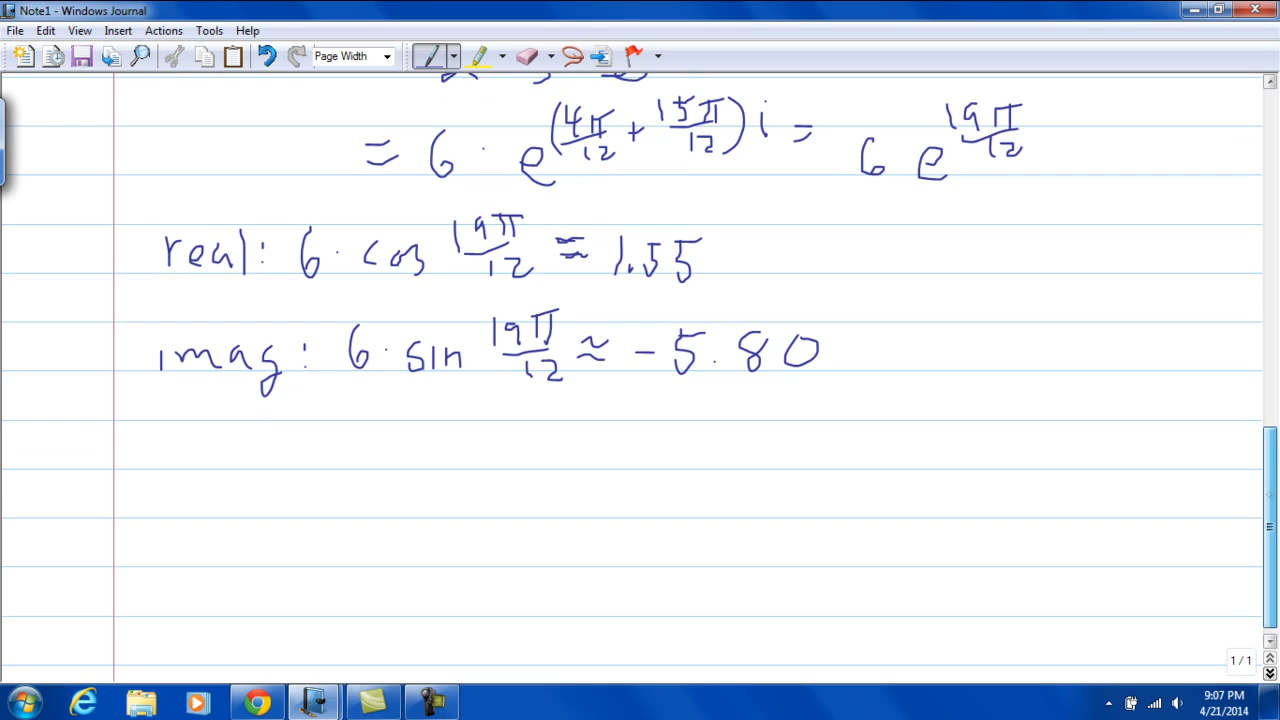 Note1 - Windows Journal
File Edit View Insert Actions Tools Help
Page Width
= 6 · e^(4π/12 + 15π/12)i = 6 e^19π/12
real: 6 · cos 19π/12 ≈ 1.55
imag: 6 · sin 19π/12 ≈ -5.80
1 / 1
9:07 PM
4/21/2014